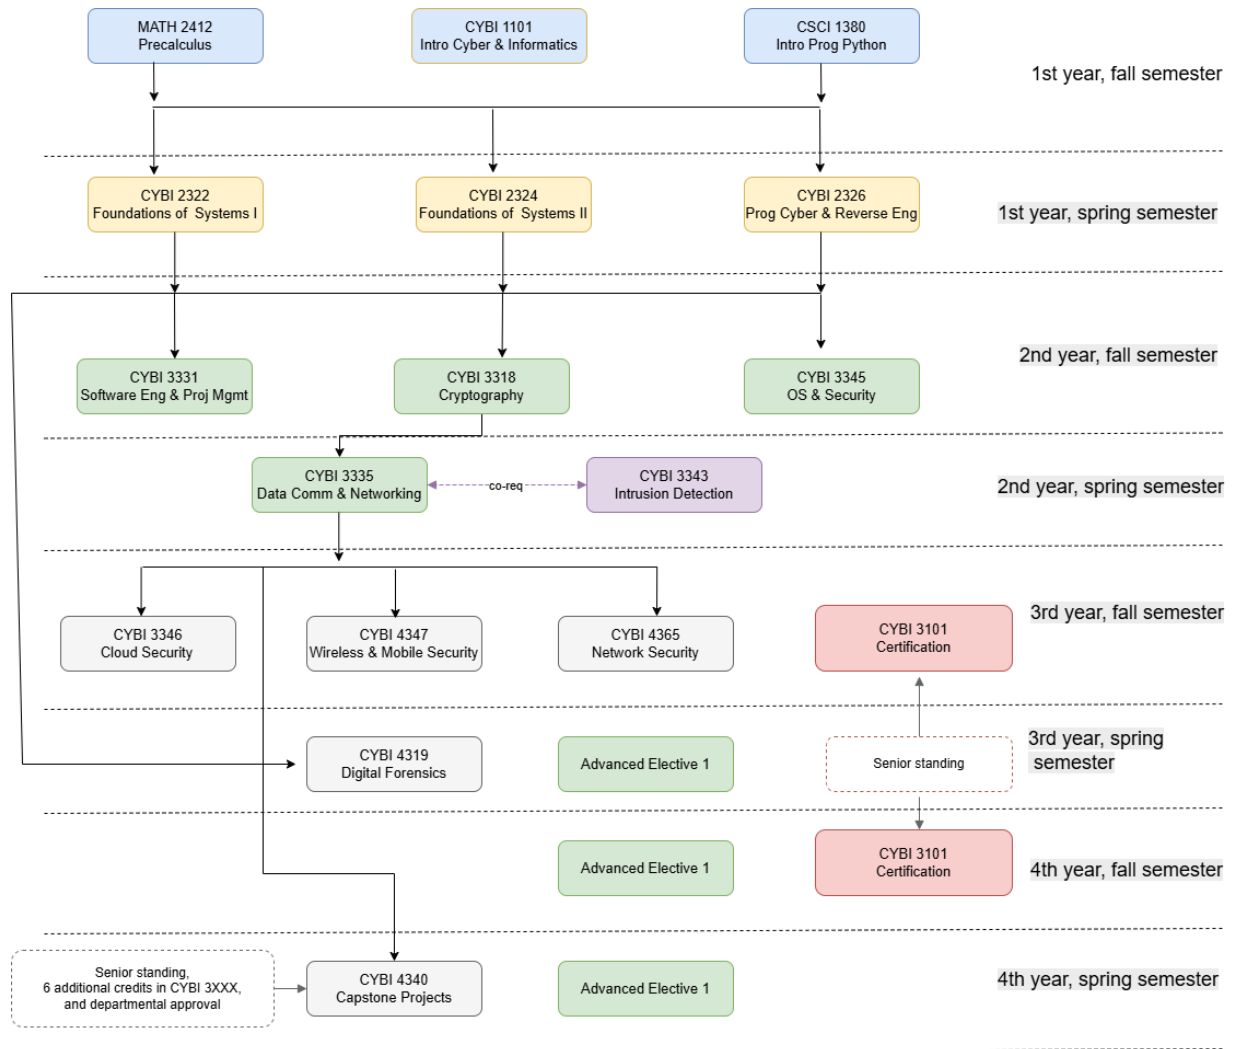 MATH 2412
Precalculus
CYBI 1101
Intro Cyber & Informatics
CSCI 1380
Intro Prog Python
1st year, fall semester
CYBI 2322
Foundations of Systems I
CYBI 2324
Foundations of Systems II
CYBI 2326
Prog Cyber & Reverse Eng
1st year, spring semester
CYBI 3331
Software Eng & Proj Mgmt
CYBI 3318
Cryptography
CYBI 3345
OS & Security
2nd year, fall semester
CYBI 3335
Data Comm & Networking
co-req
CYBI 3343
Intrusion Detection
2nd year, spring semester
CYBI 3346
Cloud Security
CYBI 4347
Wireless & Mobile Security
CYBI 4365
Network Security
CYBI 3101
Certification
3rd year, fall semester
CYBI 4319
Digital Forensics
Advanced Elective 1
Senior standing
3rd year, spring
semester
Advanced Elective 1
CYBI 3101
Certification
4th year, fall semester
Senior standing,
6 additional credits in CYBI 3XXX,
and departmental approval
CYBI 4340
Capstone Projects
Advanced Elective 1
4th year, spring semester